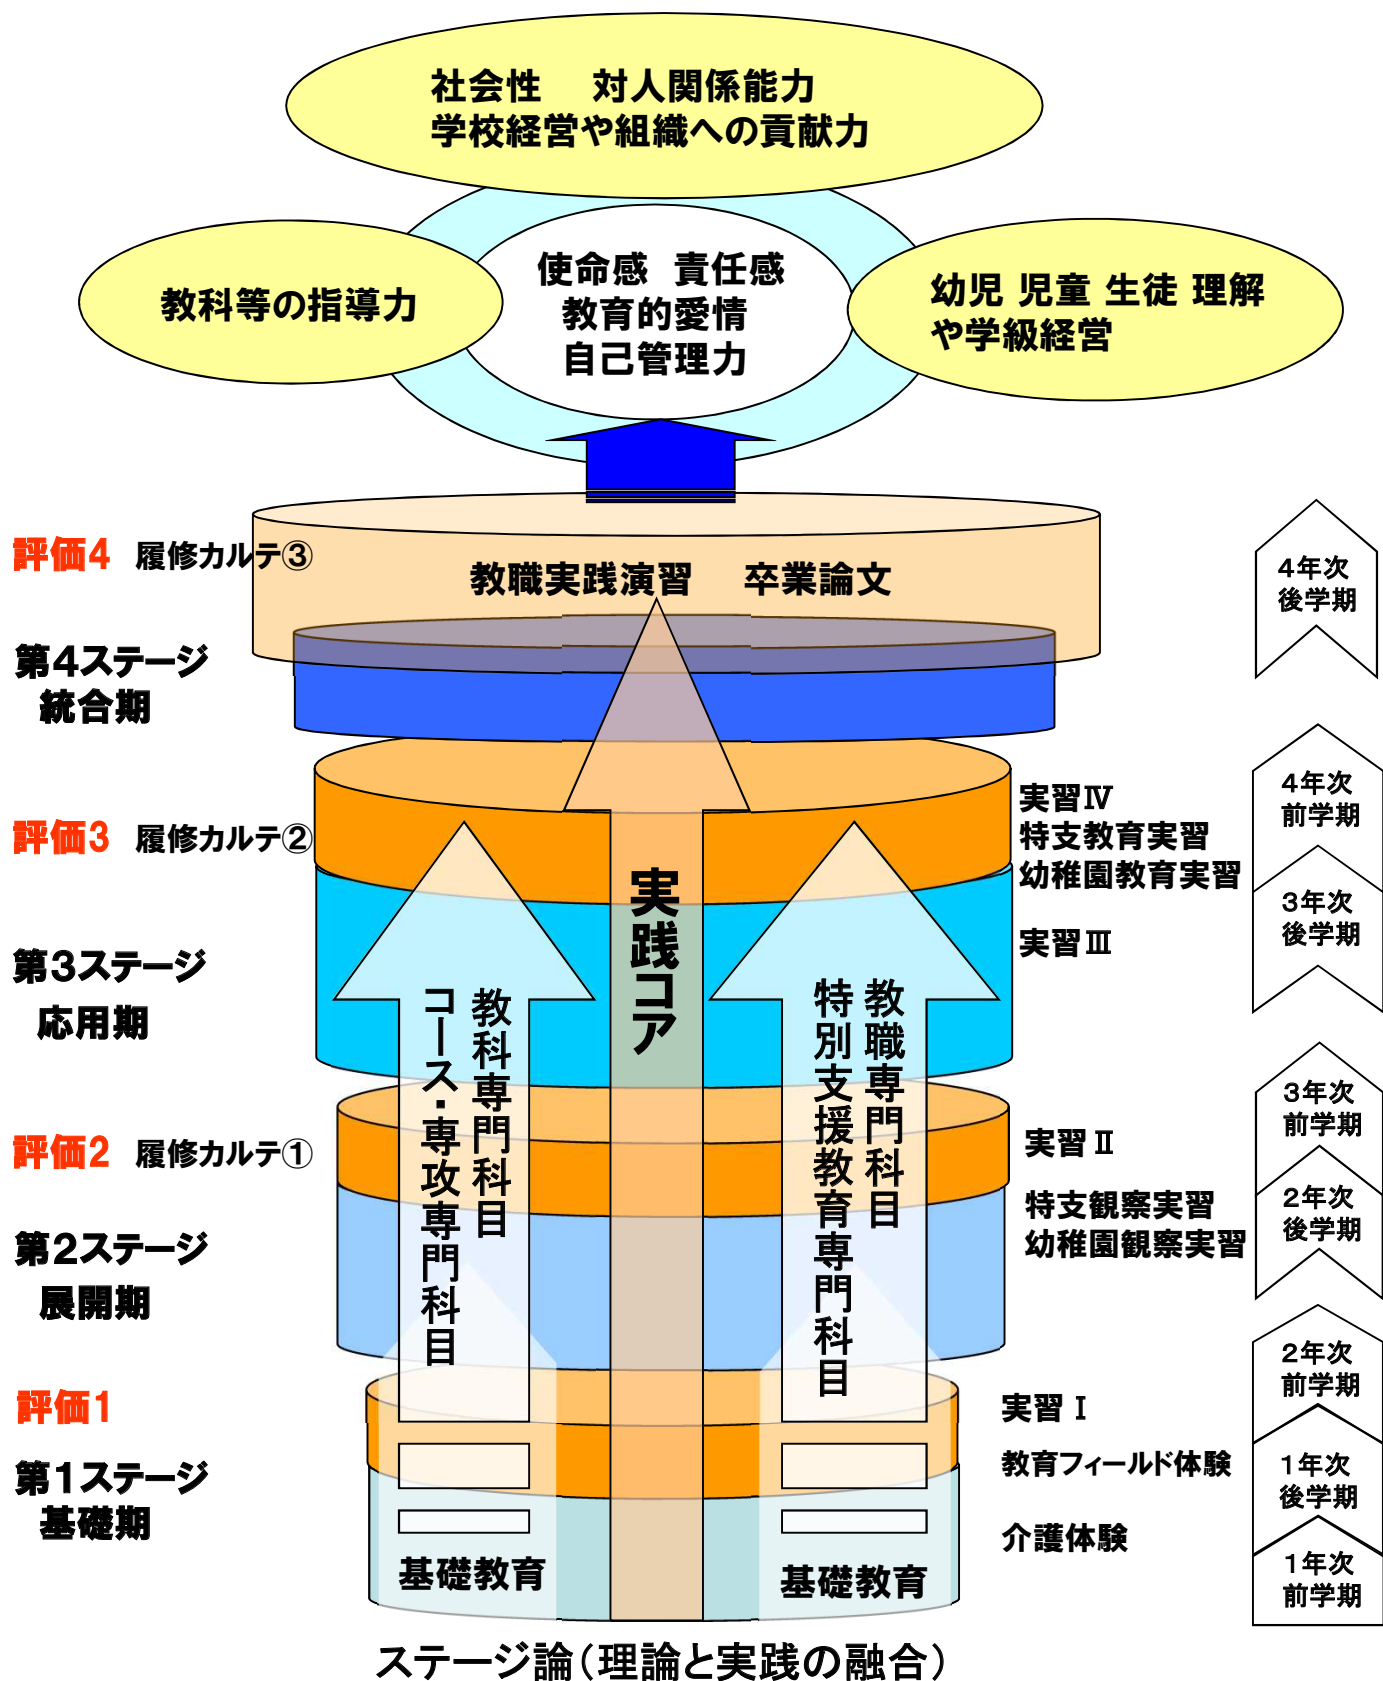 社会性　対人関係能力
学校経営や組織への貢献力
教科等の指導力
使命感　責任感
教育的愛情
自己管理力
幼児 児童 生徒 理解
や学級経営
評価4　履修カルテ③
教職実践演習　卒業論文
4年次
後学期
第4ステージ
統合期
評価3　履修カルテ②
実習Ⅳ
特支教育実習
幼稚園教育実習
4年次
前学期
実践コア
実習Ⅲ
3年次
後学期
第3ステージ
応用期
教科専門科目
コース・専攻専門科目
教職専門科目
特別支援教育専門科目
評価2　履修カルテ①
実習Ⅱ
3年次
前学期
特支観察実習
幼稚園観察実習
2年次
後学期
第2ステージ
展開期
評価1
実習Ⅰ
2年次
前学期
第1ステージ
基礎期
教育フィールド体験
1年次
後学期
介護体験
基礎教育
基礎教育
1年次
前学期
ステージ論（理論と実践の融合）